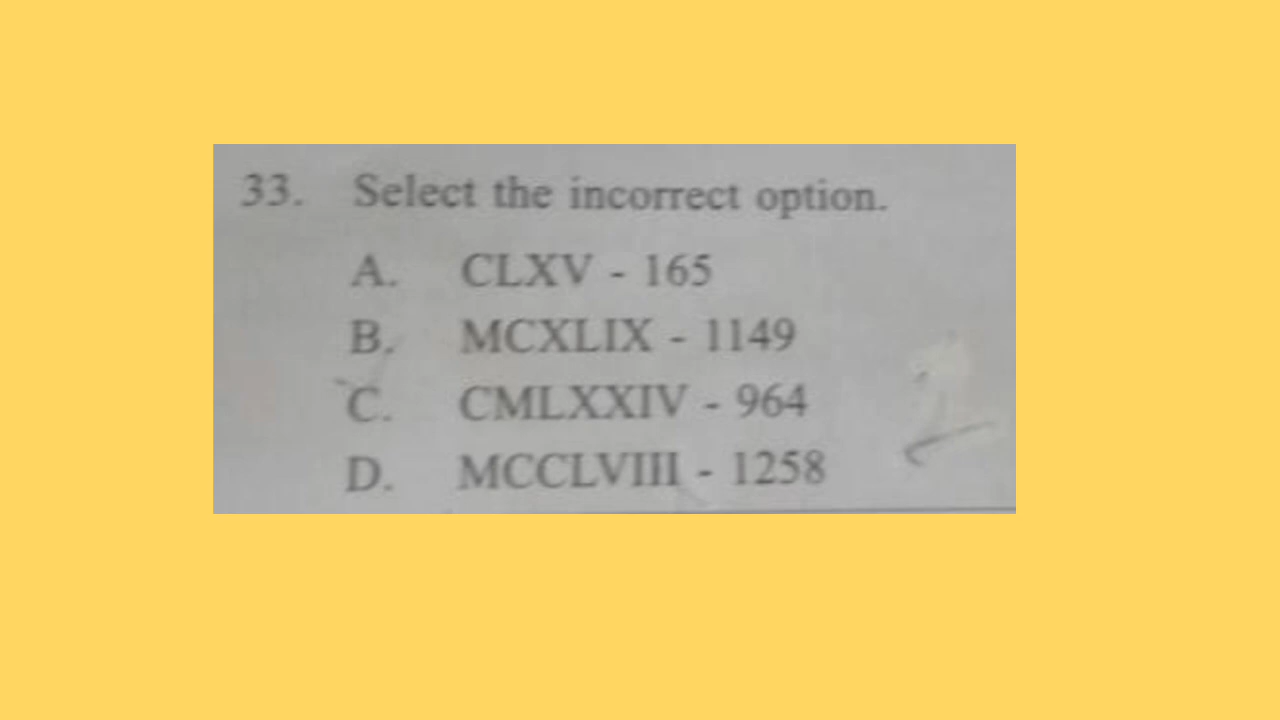 33. Select the incorrect option.
A. CLXV - 165
B. MCXLIX - 1149
C. CMLXXIV - 964
D. MCCLVIII - 1258